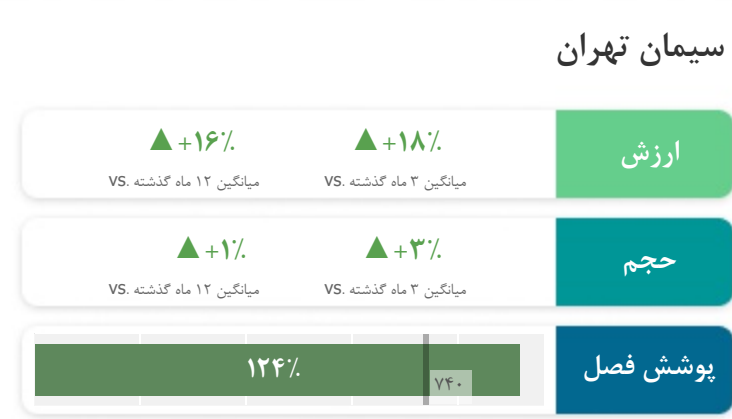 سیمان تهران
ارزش
+۱۸٪ +۱۶٪
میانگین ۳ ماه گذشته .VS میانگین ۱۲ ماه گذشته .VS
حجم
+۳٪ +۱٪
میانگین ۳ ماه گذشته .VS میانگین ۱۲ ماه گذشته .VS
پوشش فصل
۱۲۴٪
۷۴۰